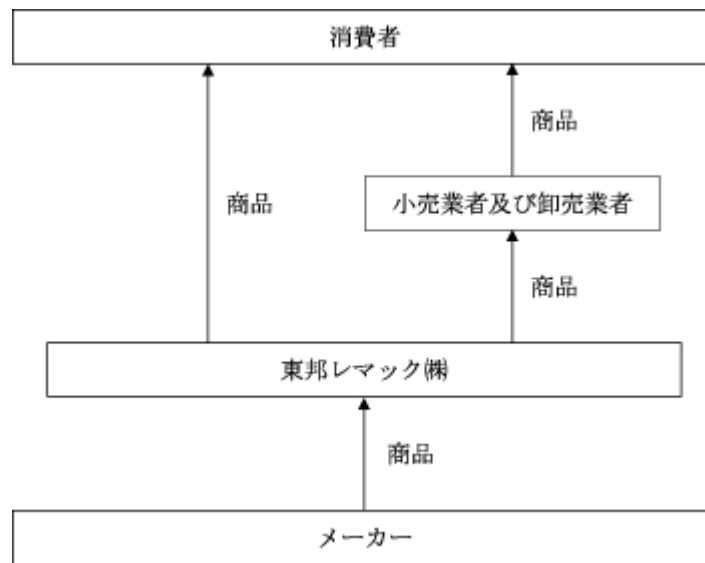 消費者
商品
小売業者及び卸売業者
商品
商品
東邦レマック㈱
商品
メーカー